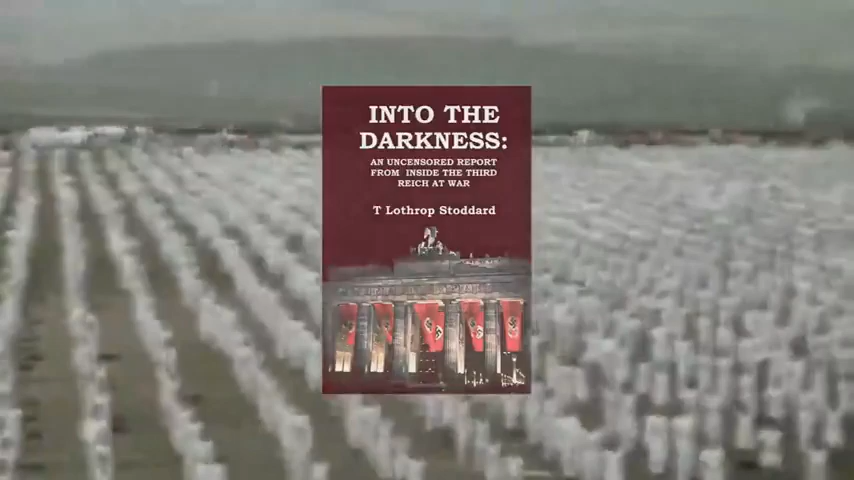 INTO THE
DARKNESS:
AN UNCENSORED REPORT
FROM INSIDE THE THIRD
REICH AT WAR
T Lothrop Stoddard